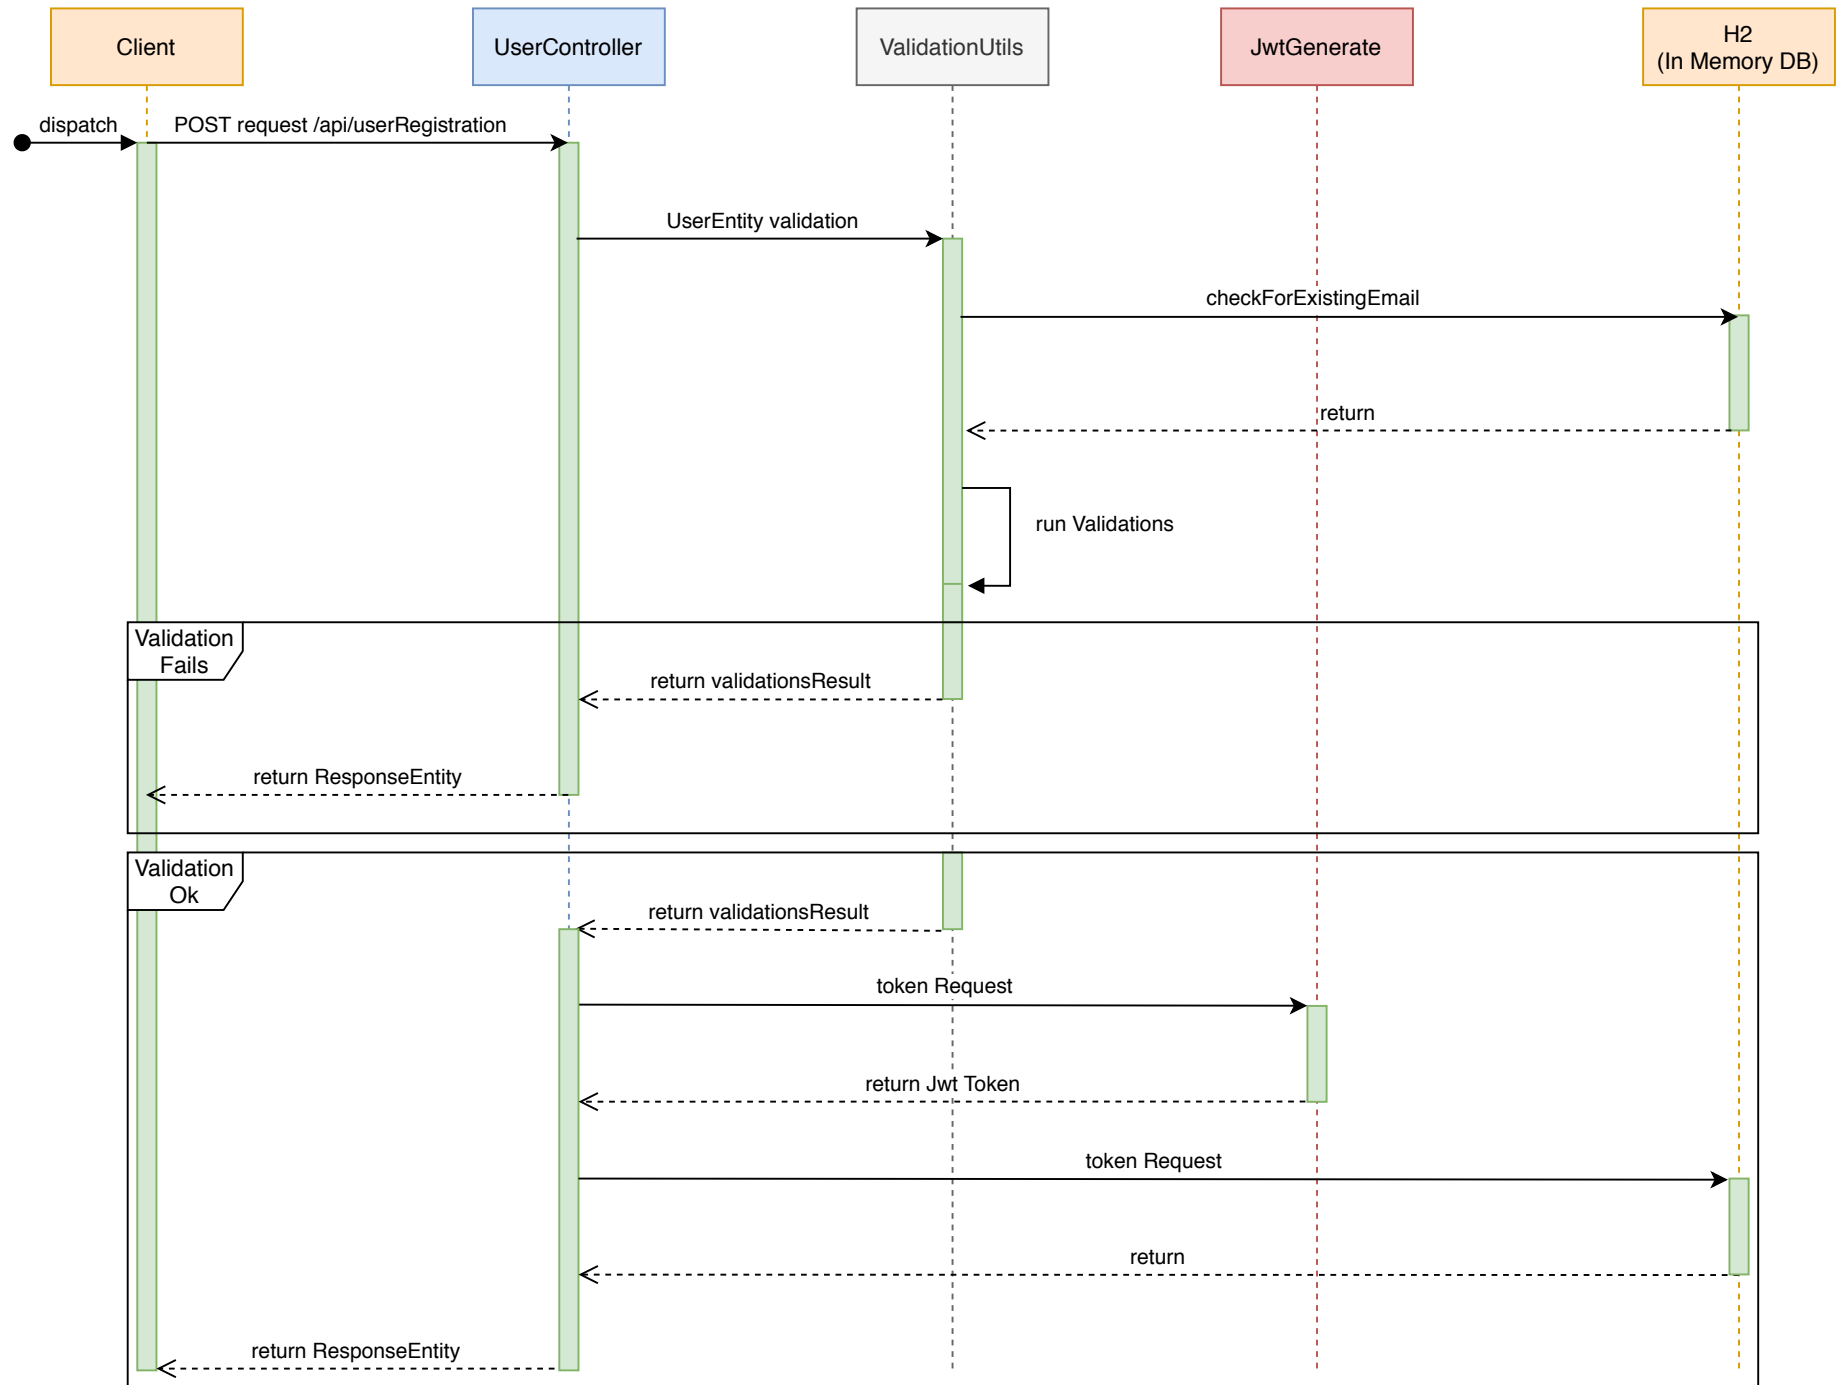 Client
UserController
ValidationUtils
JwtGenerate
H2
(In Memory DB)
dispatch
POST request /api/userRegistration
UserEntity validation
checkForExistingEmail
return
run Validations
Validation
Fails
return validationsResult
return ResponseEntity
Validation
Ok
return validationsResult
token Request
return Jwt Token
token Request
return
return ResponseEntity